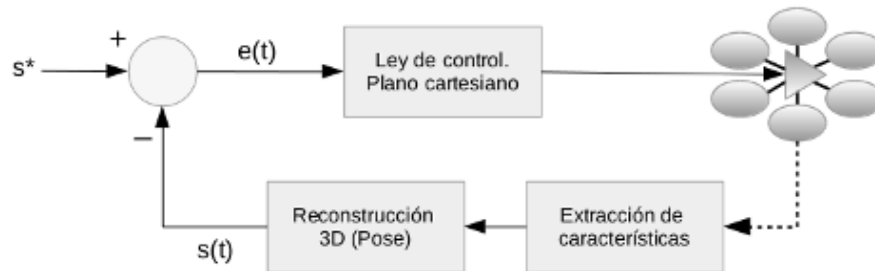 +
s*
e(t)
Ley de control.
Plano cartesiano
−
s(t)
Reconstrucción
3D (Pose)
Extracción de
características